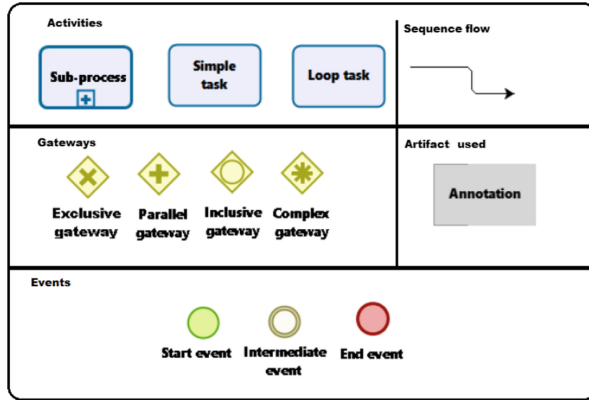 Activities
Sub-process
Simple
task
Loop task
Sequence flow
Gateways
Exclusive
gateway
Parallel
gateway
Inclusive
gateway
Complex
gateway
Artifact used
Annotation
Events
Start event
Intermediate
event
End event